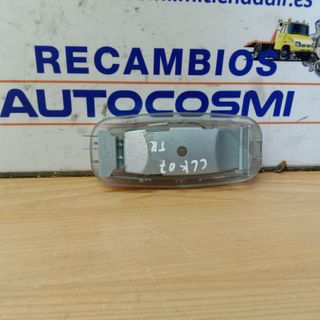 RECAMBIOS
AUTOCOSMI
CLK 07
TR